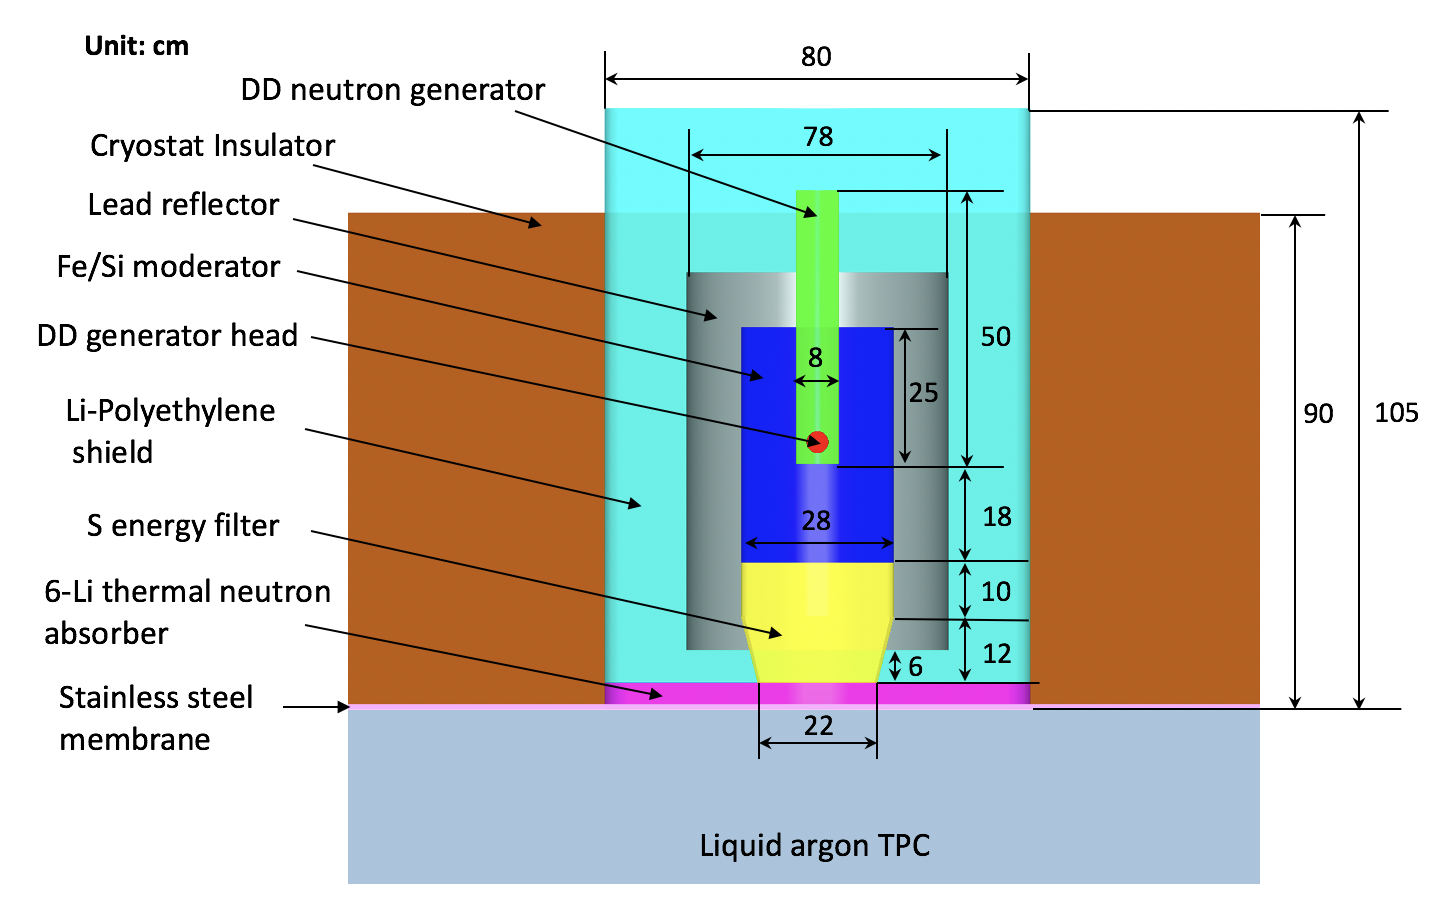 Unit: cm
80
DD neutron generator
78
Cryostat Insulator
Lead reflector
Fe/Si moderator
DD generator head
50
8
25
Li-Polyethylene
shield
90
105
S energy filter
28
18
6-Li thermal neutron
absorber
10
12
6
Stainless steel
membrane
22
Liquid argon TPC